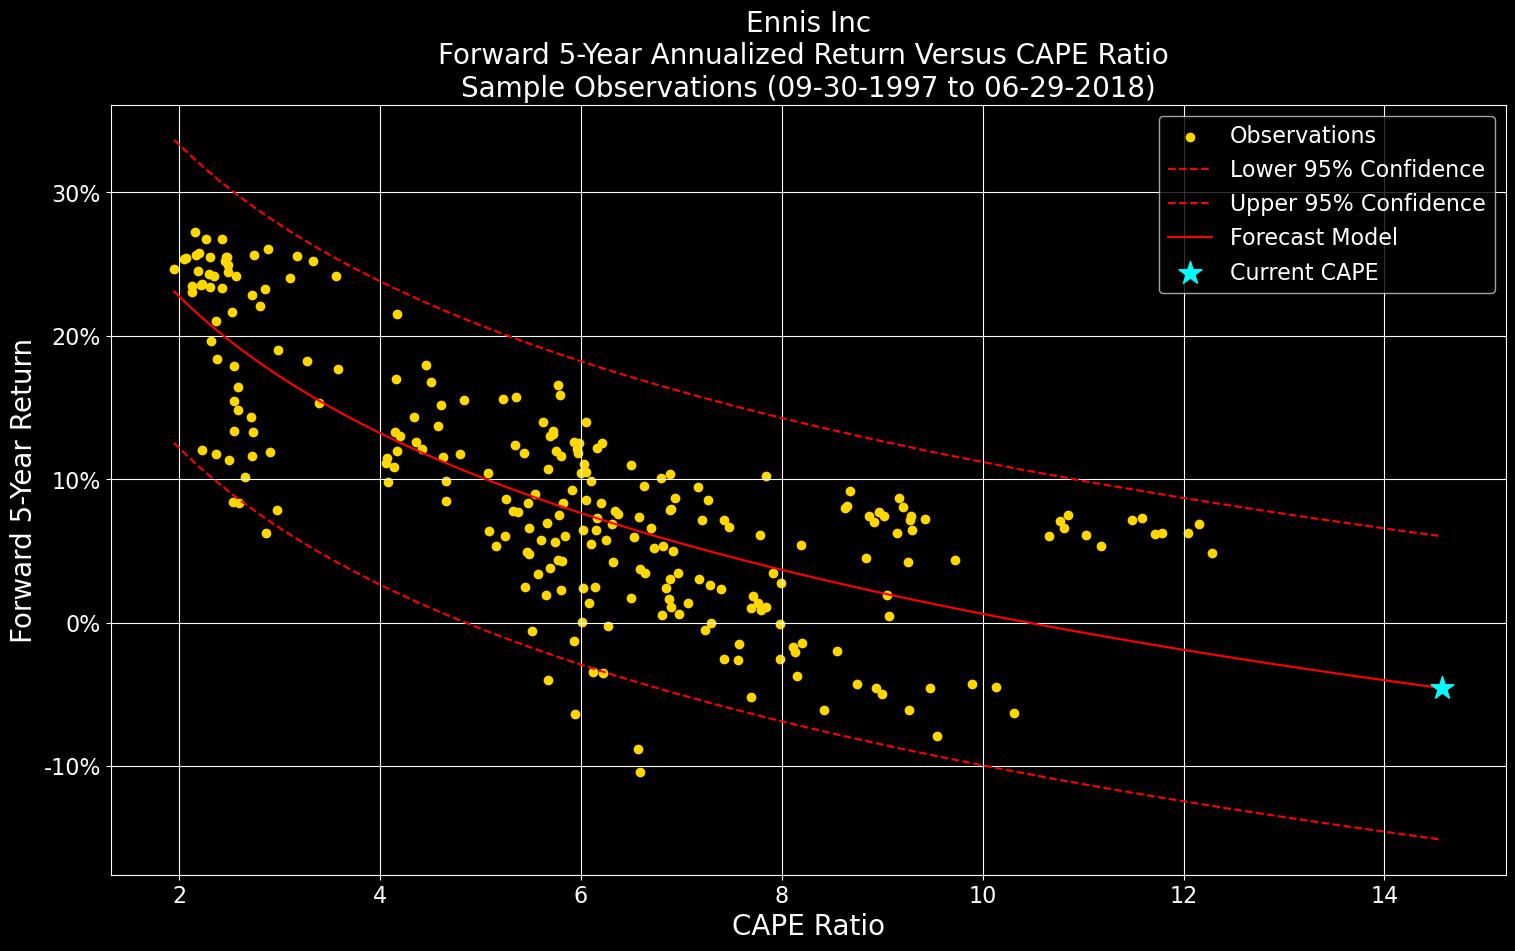 Ennis Inc
Forward 5-Year Annualized Return Versus CAPE Ratio
Sample Observations (09-30-1997 to 06-29-2018)
Observations
Lower 95% Confidence
Upper 95% Confidence
Forecast Model
Current CAPE
Forward 5-Year Return
30%
20%
10%
0%
-10%
2 4 6 8 10 12 14
CAPE Ratio